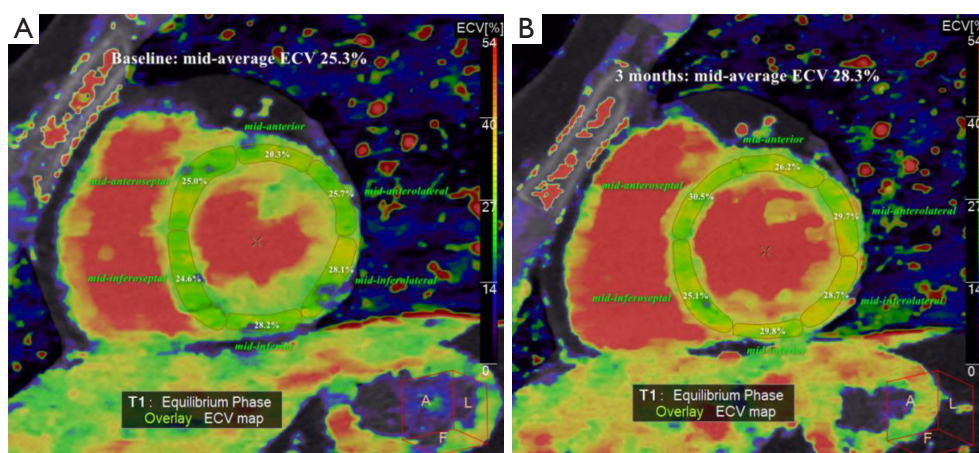 A
ECV[%]
54
Baseline: mid-average ECV 25.3%
40
mid-anterior
20.3%
mid-anteroseptal
25.0%
25.7%
mid-anterolateral
27
mid-inferoseptal
24.6%
28.1%
mid-inferolateral
14
28.2%
mid-inferior
0
T1 : Equilibrium Phase
Overlay ECV map
A
L
F
B
ECV[%]
54
3 months: mid-average ECV 28.3%
40
mid-anterior
26.2%
mid-anteroseptal
30.5%
29.7%
mid-anterolateral
27
mid-inferoseptal
25.1%
28.7%
mid-inferolateral
14
29.8%
mid-inferior
0
T1 : Equilibrium Phase
Overlay ECV map
A
L
F